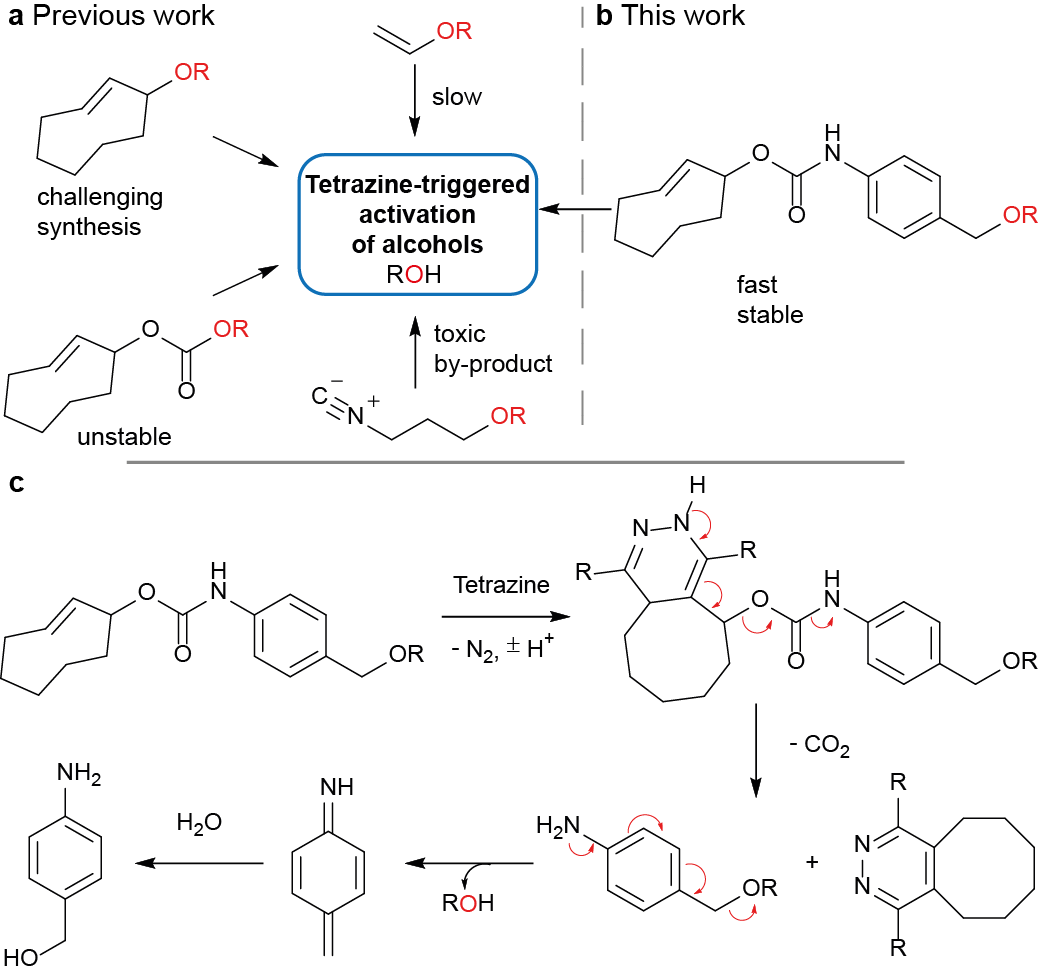 a Previous work
b This work
OR
OR
slow
challenging
synthesis
Tetrazine-triggered
activation
of alcohols
ROH
O
H
N
O
OR
fast
stable
O
OR
O
unstable
toxic
by-product
C≡N
−
+
OR
c
O
H
N
O
OR
Tetrazine
- N2, ± H+
H
N
N
R
R
O
H
N
O
OR
- CO2
NH2
HO
H2O
NH
ROH
H2N
OR
+
R
N
N
R